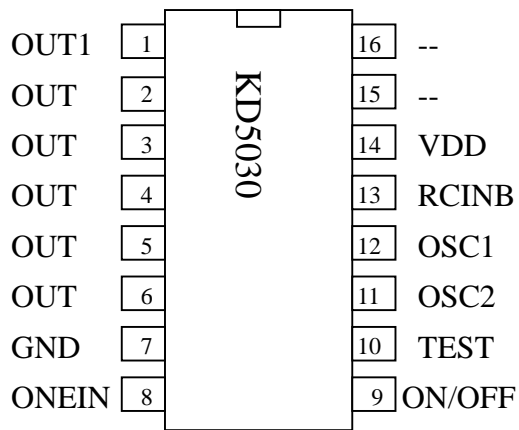 OUT1 1 16 --
OUT 2 15 --
OUT 3 14 VDD
OUT 4 13 RCINB
OUT 5 12 OSC1
OUT 6 11 OSC2
GND 7 10 TEST
ONEIN 8 9 ON/OFF
KD5030